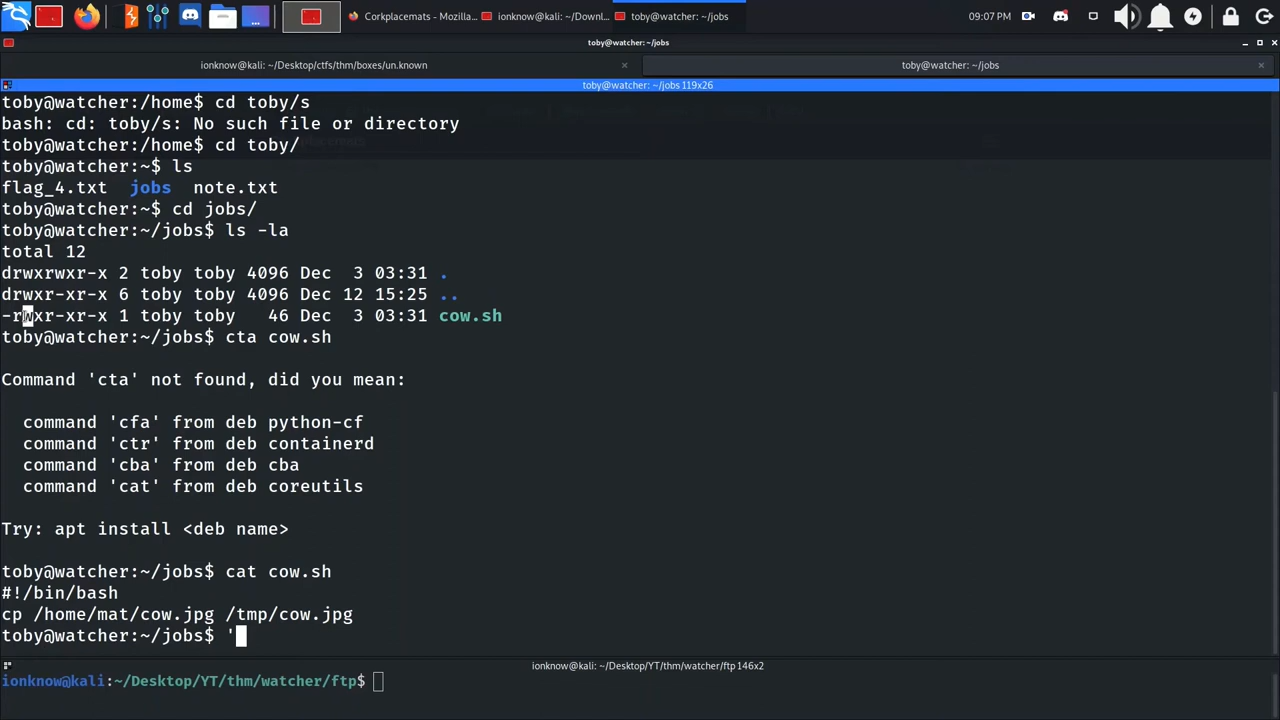 Corkplacemats - Mozilla...
ionknow@kali: ~/Downl...
toby@watcher: ~/jobs
09:07 PM
toby@watcher: ~/jobs
ionknow@kali: ~/Desktop/ctfs/thm/boxes/un.known
toby@watcher: ~/jobs
toby@watcher: ~/jobs 119x26
toby@watcher:/home$ cd toby/s
bash: cd: toby/s: No such file or directory
toby@watcher:/home$ cd toby/
toby@watcher:~$ ls
flag_4.txt jobs note.txt
toby@watcher:~$ cd jobs/
toby@watcher:~/jobs$ ls -la
total 12
drwxrwxr-x 2 toby toby 4096 Dec 3 03:31 .
drwxr-xr-x 6 toby toby 4096 Dec 12 15:25 ..
-rwxr-xr-x 1 toby toby 46 Dec 3 03:31 cow.sh
toby@watcher:~/jobs$ cta cow.sh
Command 'cta' not found, did you mean:
command 'cfa' from deb python-cf
command 'ctr' from deb containerd
command 'cba' from deb cba
command 'cat' from deb coreutils
Try: apt install <deb name>
toby@watcher:~/jobs$ cat cow.sh
#!/bin/bash
cp /home/mat/cow.jpg /tmp/cow.jpg
toby@watcher:~/jobs$ '
ionknow@kali: ~/Desktop/YT/thm/watcher/ftp 146x2
ionknow@kali:~/Desktop/YT/thm/watcher/ftp$